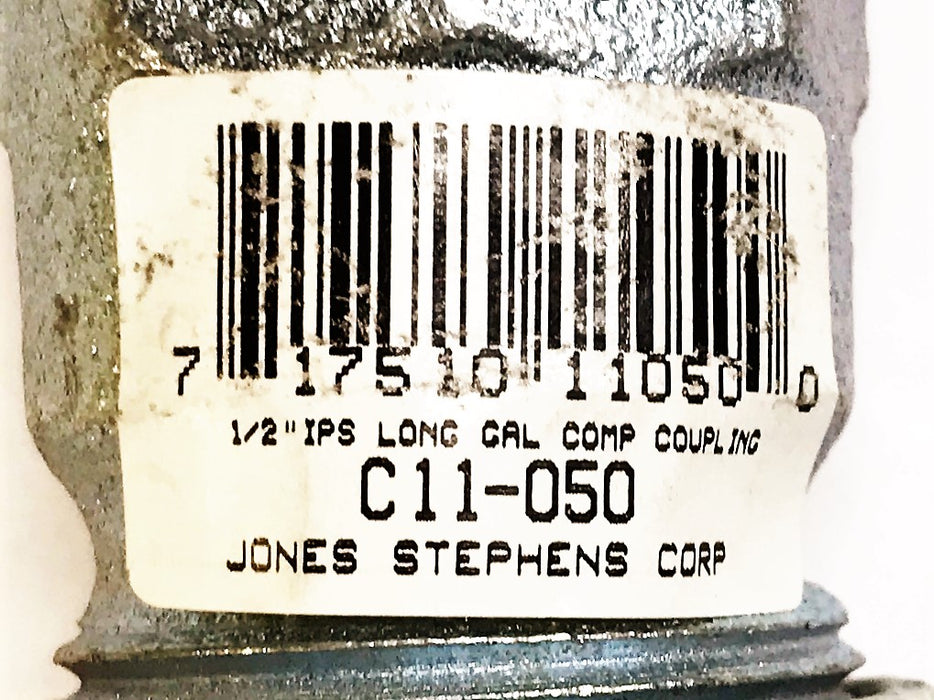 7 17510 11050 0
1/2"IPS LONG GAL COMP COUPLING
C11-050
JONES STEPHENS CORP